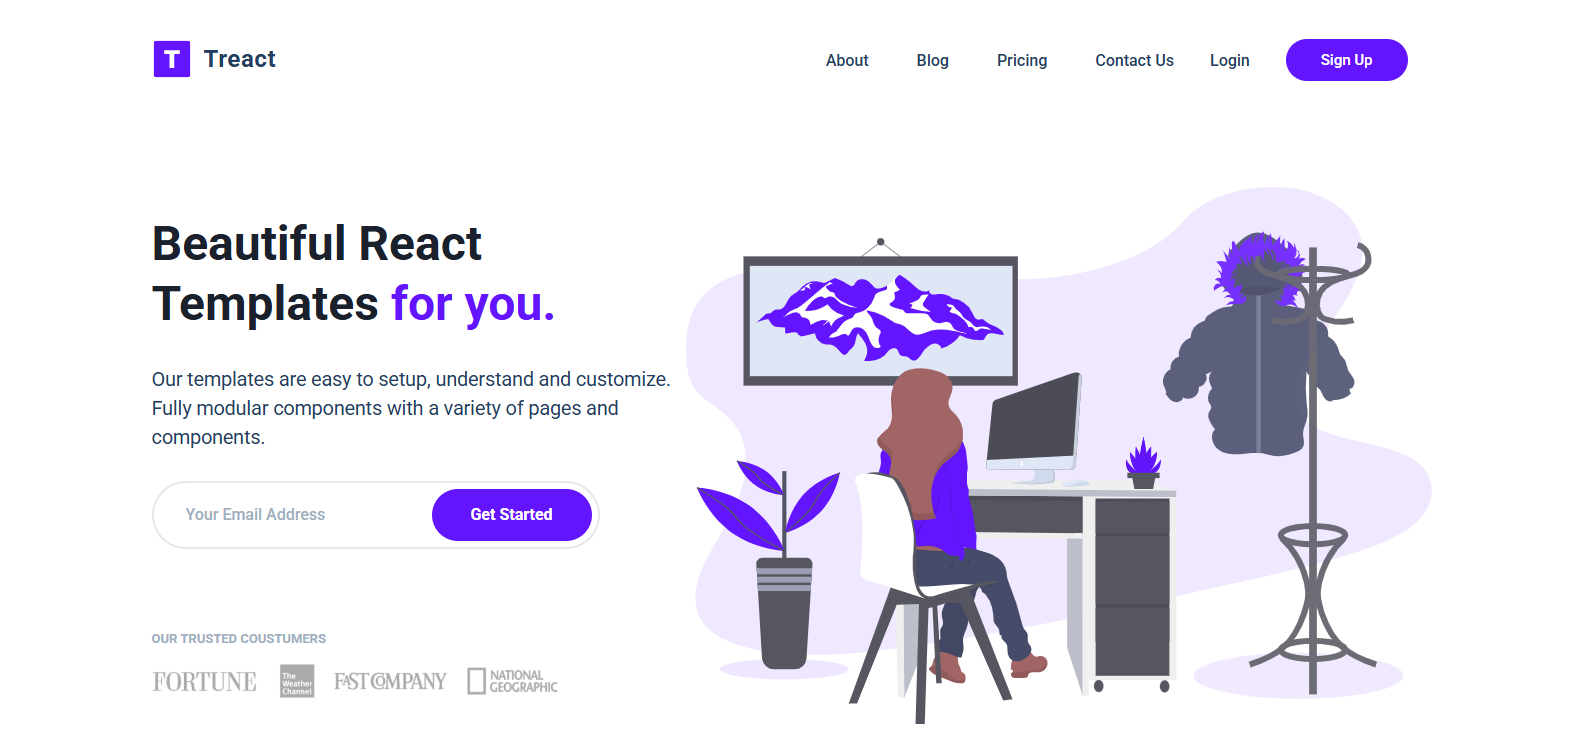 T Treact
About Blog Pricing Contact Us Login Sign Up
Beautiful React
Templates for you.
Our templates are easy to setup, understand and customize.
Fully modular components with a variety of pages and
components.
Your Email Address Get Started
OUR TRUSTED COUSTUMERS
FORTUNE
The
Weather
Channel
FAST COMPANY
NATIONAL
GEOGRAPHIC